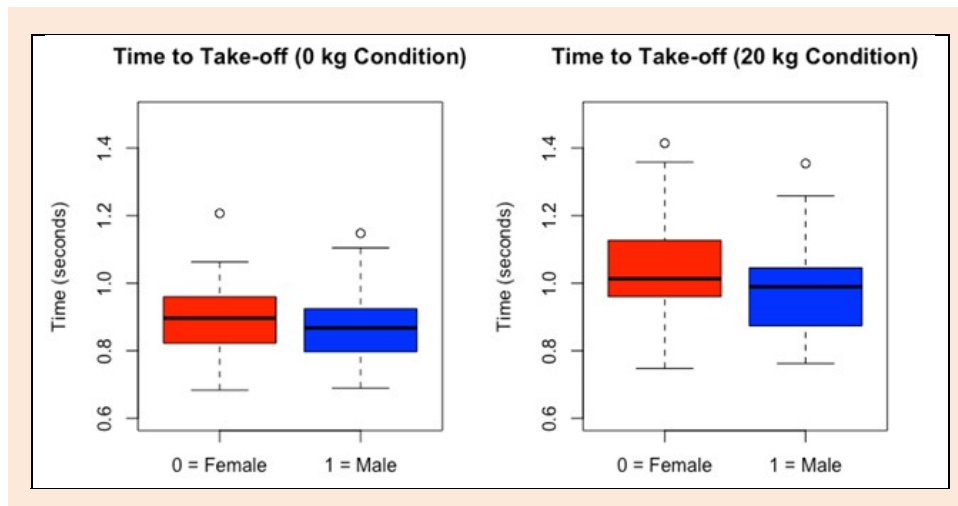 Time to Take-off (0 kg Condition)
Time (seconds)
1.4
1.2
1.0
0.8
0.6
0 = Female
1 = Male
Time to Take-off (20 kg Condition)
Time (seconds)
1.4
1.2
1.0
0.8
0.6
0 = Female
1 = Male